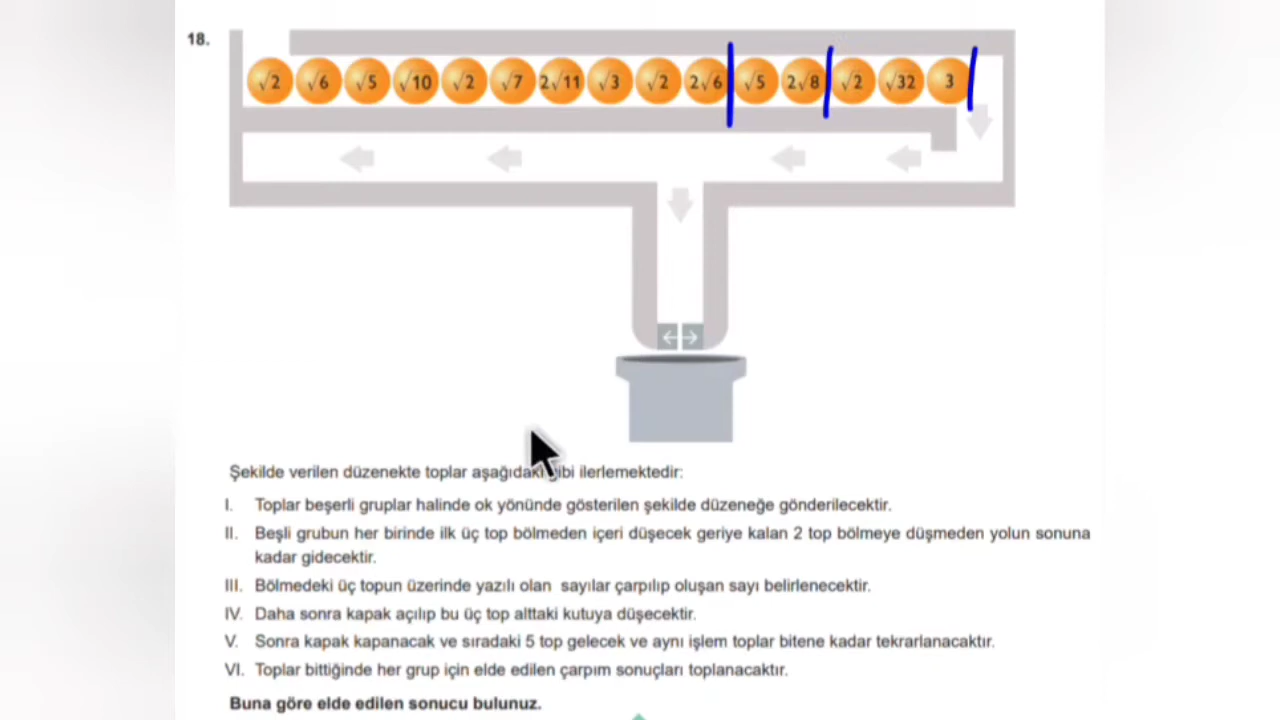 18.
√2 √6 √5 √10 √2 √7 2√11 √3 √2 2√6 √5 2√8 √2 √32 3
Şekilde verilen düzenekte toplar aşağıdaki gibi ilerlemektedir:
I. Toplar beşerli gruplar halinde ok yönünde gösterilen şekilde düzeneğe gönderilecektir.
II. Beşli grubun her birinde ilk üç top bölmeden içeri düşecek geriye kalan 2 top bölmeye düşmeden yolun sonuna
kadar gidecektir.
III. Bölmedeki üç topun üzerinde yazılı olan sayılar çarpılıp oluşan sayı belirlenecektir.
IV. Daha sonra kapak açılıp bu üç top alttaki kutuya düşecektir.
V. Sonra kapak kapanacak ve sıradaki 5 top gelecek ve aynı işlem toplar bitene kadar tekrarlanacaktır.
VI. Toplar bittiğinde her grup için elde edilen çarpım sonuçları toplanacaktır.
Buna göre elde edilen sonucu bulunuz.